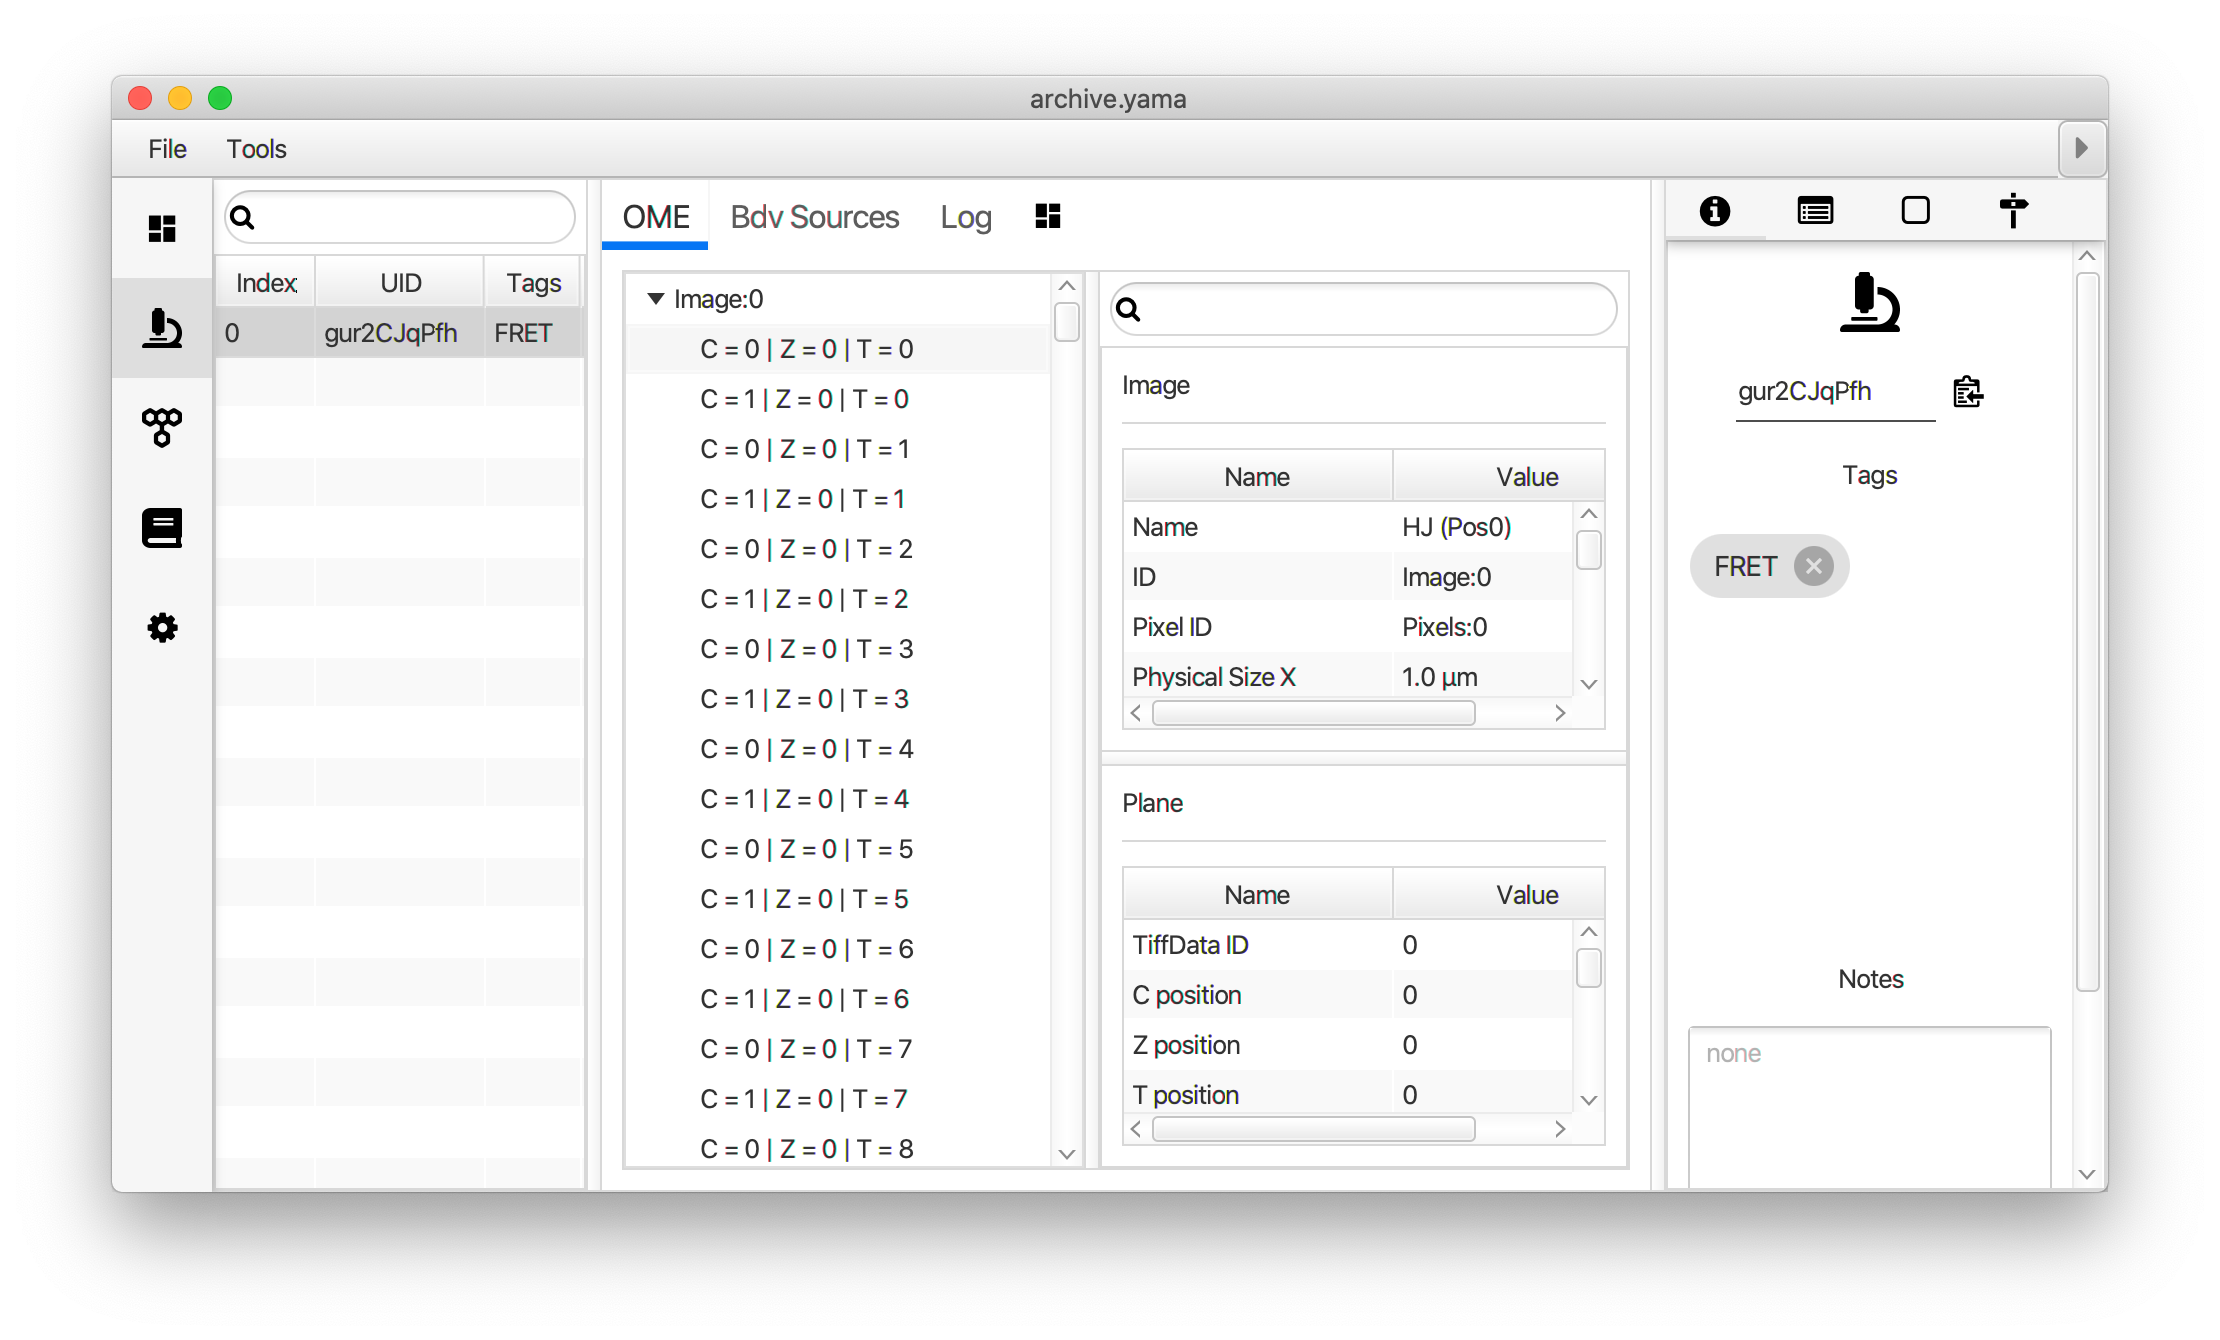 archive.yama
File Tools
Index UID Tags
0 gur2CJqPfh FRET
OME Bdv Sources Log
Image:0
C = 0 | Z = 0 | T = 0
C = 1 | Z = 0 | T = 0
C = 0 | Z = 0 | T = 1
C = 1 | Z = 0 | T = 1
C = 0 | Z = 0 | T = 2
C = 1 | Z = 0 | T = 2
C = 0 | Z = 0 | T = 3
C = 1 | Z = 0 | T = 3
C = 0 | Z = 0 | T = 4
C = 1 | Z = 0 | T = 4
C = 0 | Z = 0 | T = 5
C = 1 | Z = 0 | T = 5
C = 0 | Z = 0 | T = 6
C = 1 | Z = 0 | T = 6
C = 0 | Z = 0 | T = 7
C = 1 | Z = 0 | T = 7
C = 0 | Z = 0 | T = 8
Image
Name Value
Name HJ (Pos0)
ID Image:0
Pixel ID Pixels:0
Physical Size X 1.0 µm
Plane
Name Value
TiffData ID 0
C position 0
Z position 0
T position 0
gur2CJqPfh
Tags
FRET
Notes
none